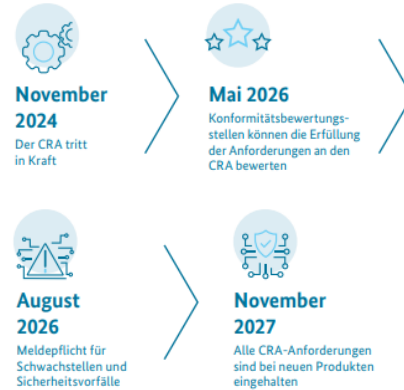 November
2024
Der CRA tritt
in Kraft
Mai 2026
Konformitätsbewertungs-
stellen können die Erfüllung
der Anforderungen an den
CRA bewerten
August
2026
Meldepflicht für
Schwachstellen und
Sicherheitsvorfälle
November
2027
Alle CRA-Anforderungen
sind bei neuen Produkten
eingehalten